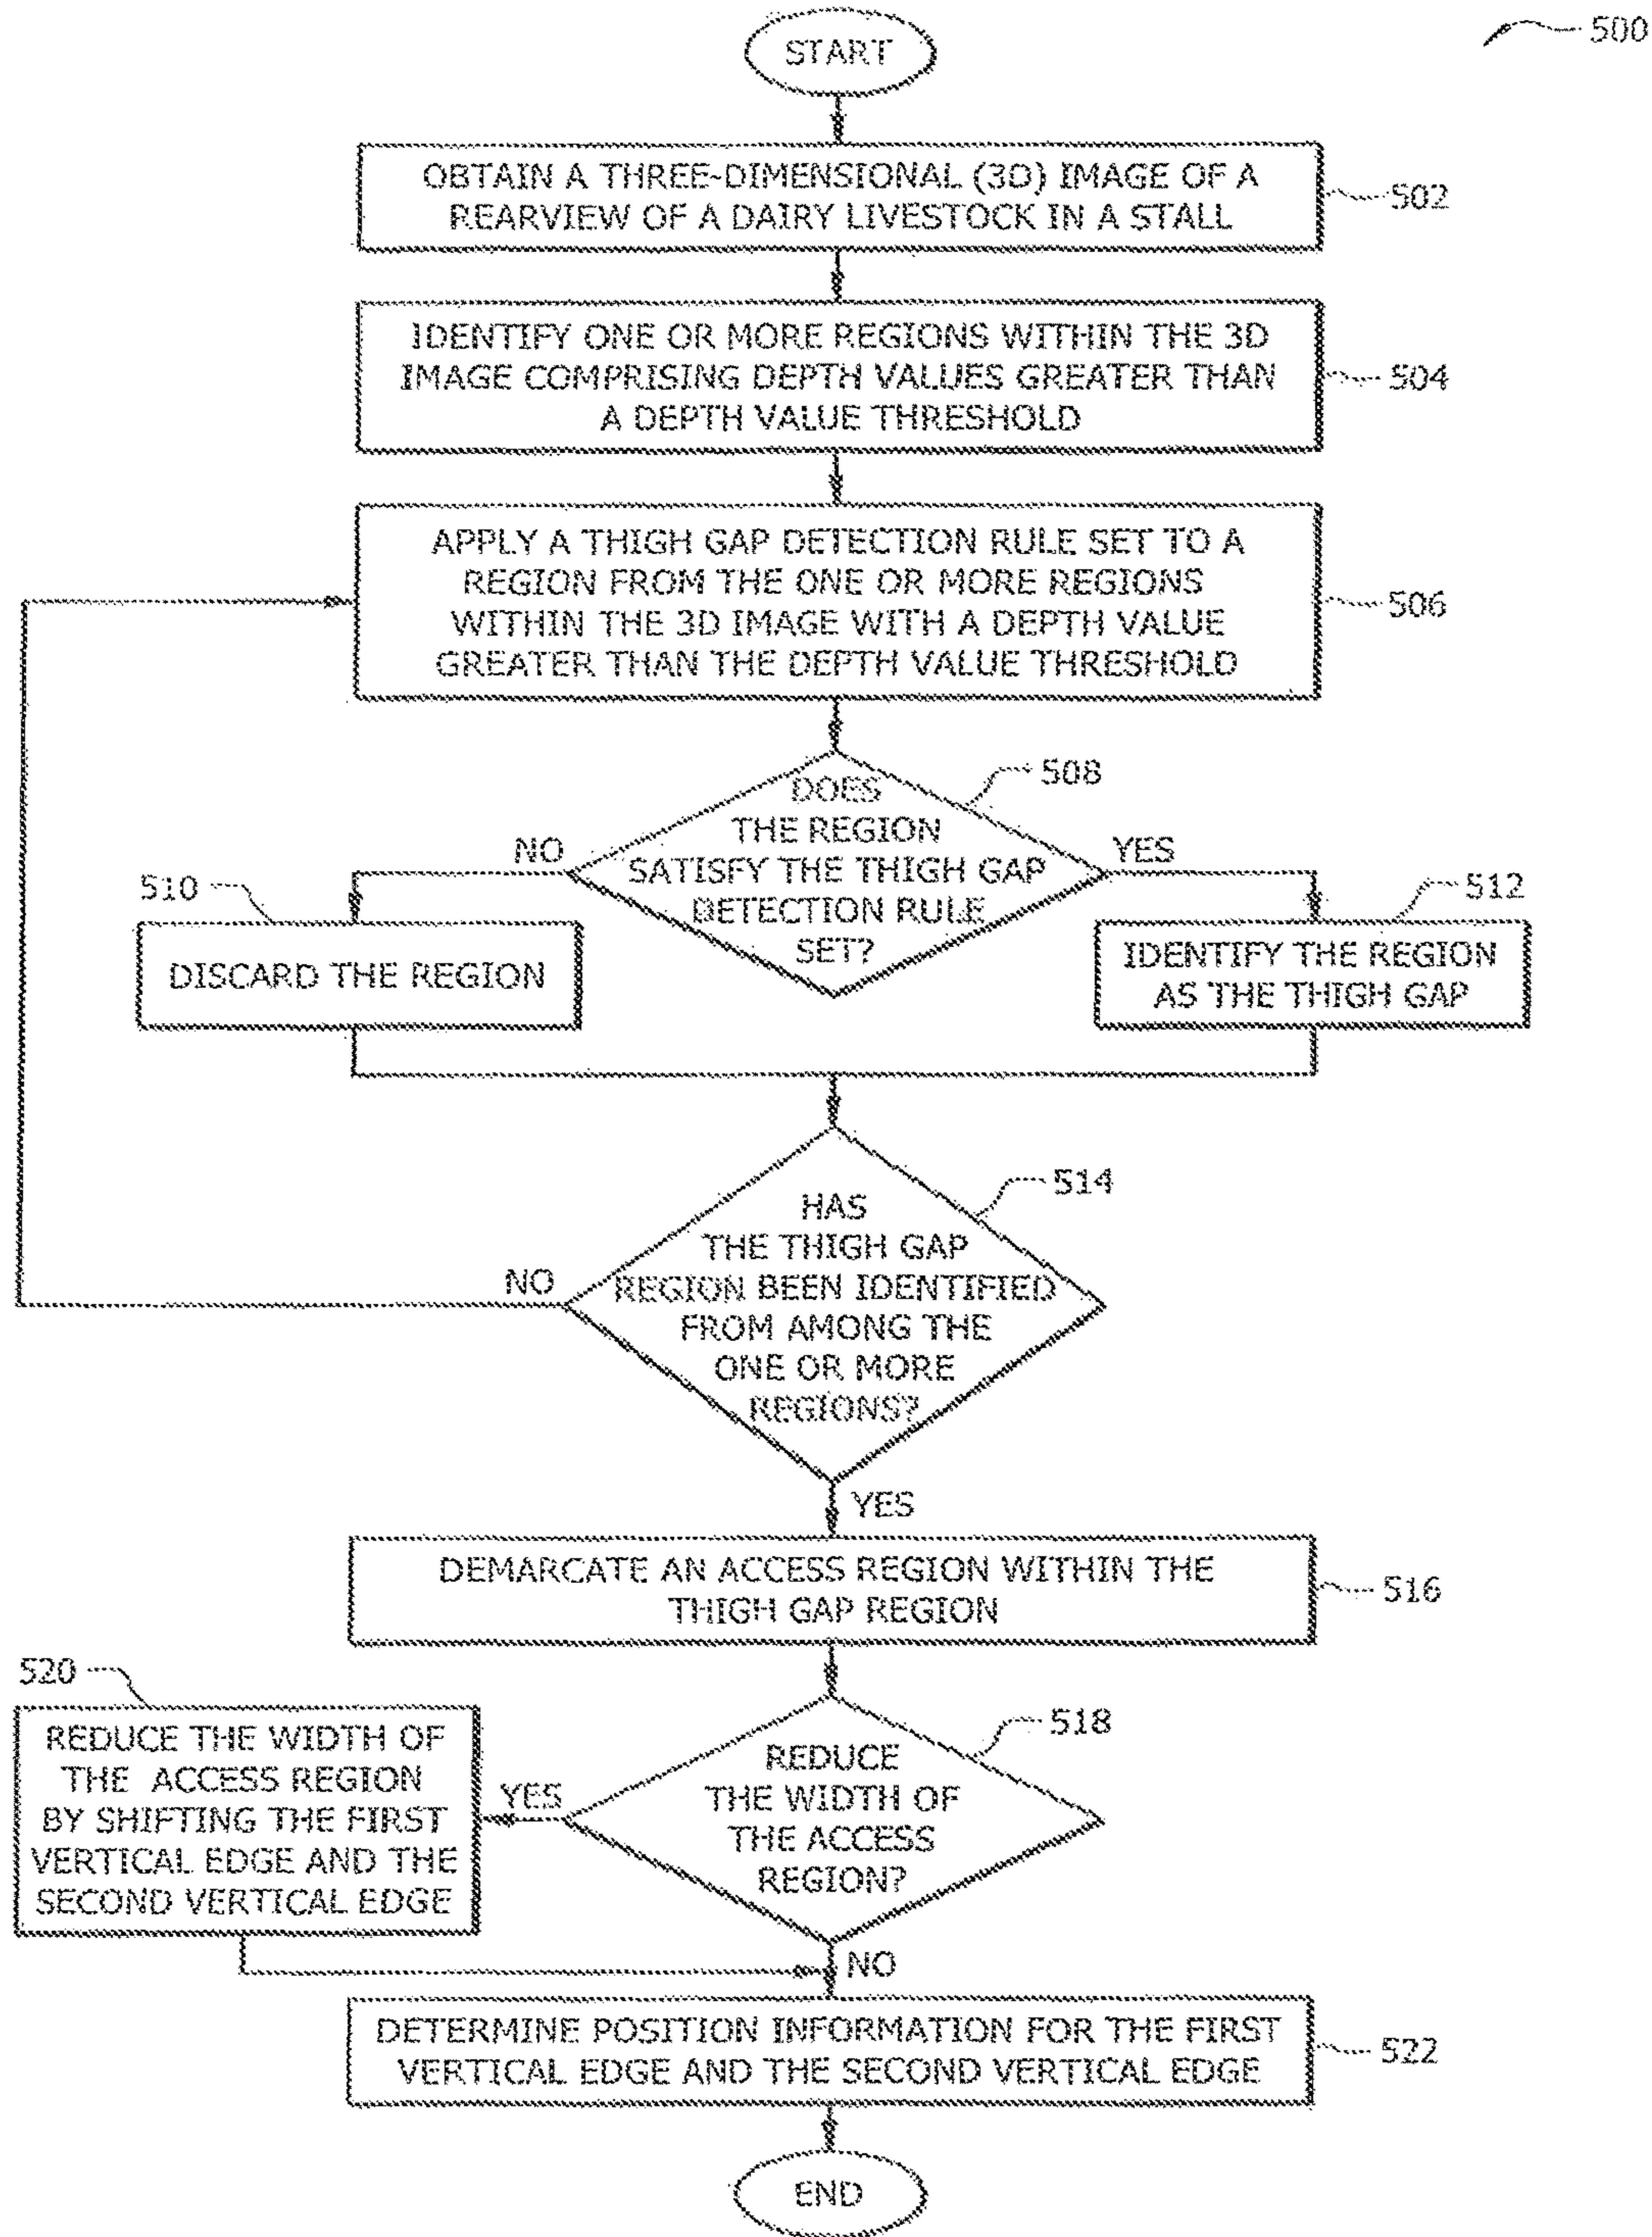 500
START
OBTAIN A THREE-DIMENSIONAL (3D) IMAGE OF A
REARVIEW OF A DAIRY LIVESTOCK IN A STALL
502
IDENTIFY ONE OR MORE REGIONS WITHIN THE 3D
IMAGE COMPRISING DEPTH VALUES GREATER THAN
A DEPTH VALUE THRESHOLD
504
APPLY A THIGH GAP DETECTION RULE SET TO A
REGION FROM THE ONE OR MORE REGIONS
WITHIN THE 3D IMAGE WITH A DEPTH VALUE
GREATER THAN THE DEPTH VALUE THRESHOLD
506
508
DOES
THE REGION
SATISFY THE THIGH GAP
DETECTION RULE
SET?
NO
YES
510
DISCARD THE REGION
512
IDENTIFY THE REGION
AS THE THIGH GAP
514
HAS
THE THIGH GAP
REGION BEEN IDENTIFIED
FROM AMONG THE
ONE OR MORE
REGIONS?
NO
YES
DEMARCATE AN ACCESS REGION WITHIN THE
THIGH GAP REGION
516
518
REDUCE
THE WIDTH OF
THE ACCESS
REGION?
YES
520
REDUCE THE WIDTH OF
THE ACCESS REGION
BY SHIFTING THE FIRST
VERTICAL EDGE AND THE
SECOND VERTICAL EDGE
NO
DETERMINE POSITION INFORMATION FOR THE FIRST
VERTICAL EDGE AND THE SECOND VERTICAL EDGE
522
END